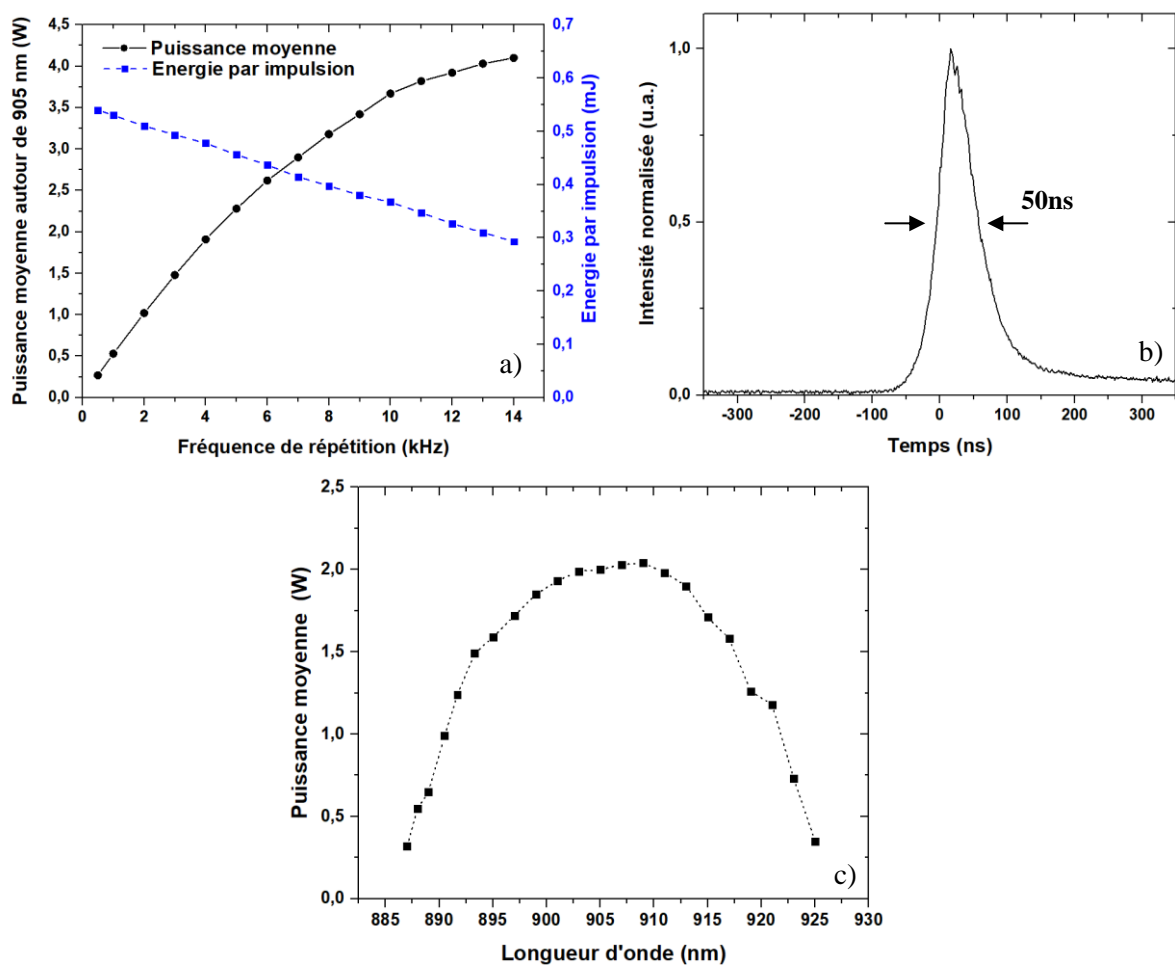 Puissance moyenne autour de 905 nm (W)
4,5
4,0
3,5
3,0
2,5
2,0
1,5
1,0
0,5
0,0
Puissance moyenne
Energie par impulsion
0,7
0,6
0,5
0,4
0,3
0,2
0,1
0,0
Energie par impulsion (mJ)
a)
0 2 4 6 8 10 12 14
Fréquence de répétition (kHz)
Intensité normalisée (u.a.)
1,0
0,5
0,0
50ns
b)
-300 -200 -100 0 100 200 300
Temps (ns)
Puissance moyenne (W)
2,5
2,0
1,5
1,0
0,5
0,0
c)
885 890 895 900 905 910 915 920 925 930
Longueur d'onde (nm)